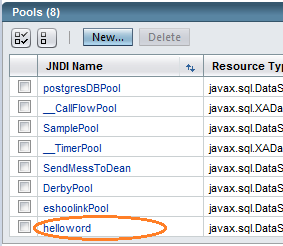 Pools (8)
New... Delete
JNDI Name Resource Typ
postgresDBPool javax.sql.DataS
__CallFlowPool javax.sql.XADa
SamplePool javax.sql.DataS
__TimerPool javax.sql.XADa
SendMessToDean javax.sql.DataS
DerbyPool javax.sql.DataS
eshoolinkPool javax.sql.DataS
helloword javax.sql.DataS